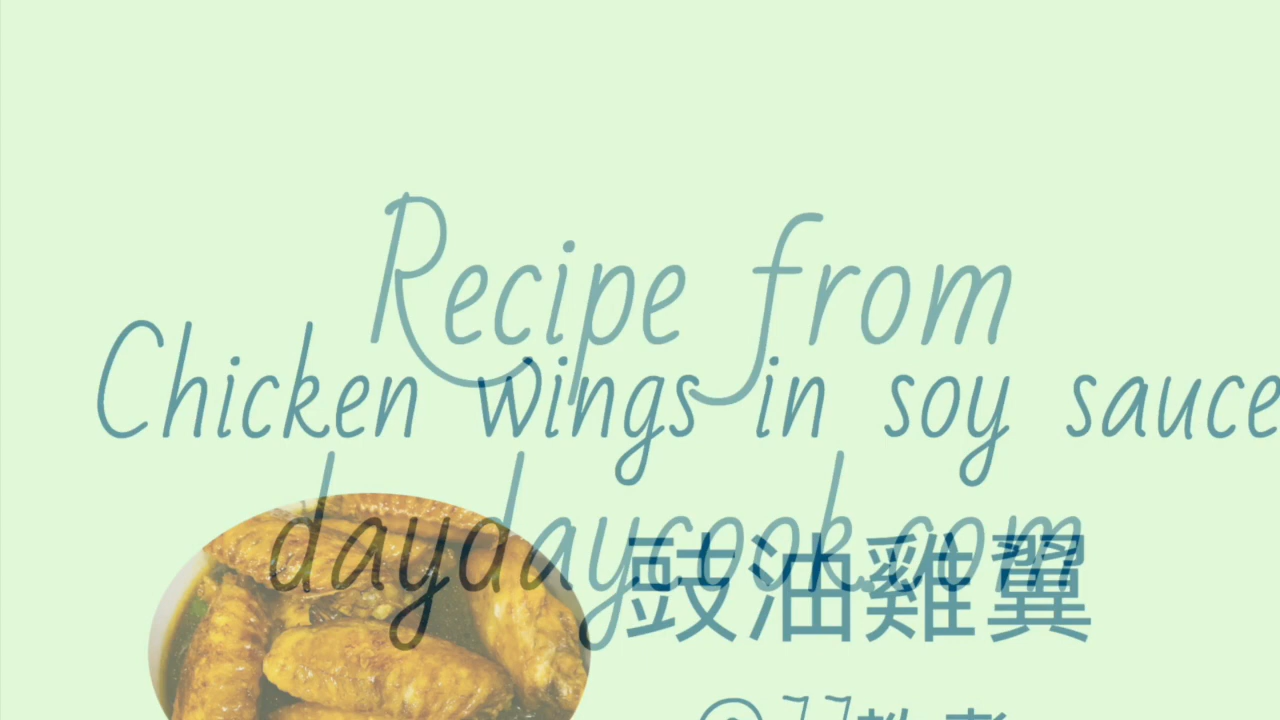 Recipe from
Chicken wings in soy sauce
daydaycook.com
豉油雞翼